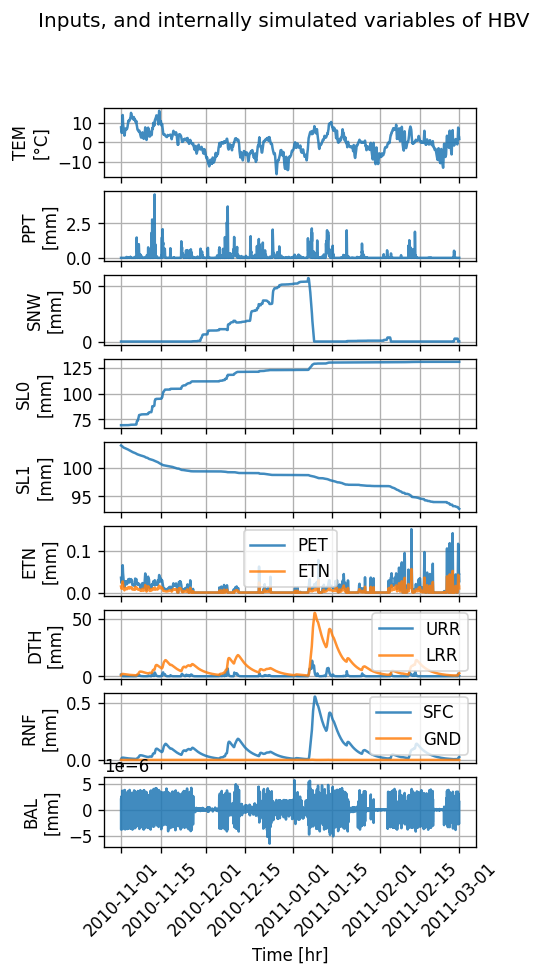 Inputs, and internally simulated variables of HBV
TEM
[°C]
10
0
−10
PPT
[mm]
2.5
0.0
SNW
[mm]
50
0
SL0
[mm]
125
100
75
SL1
[mm]
100
95
ETN
[mm]
0.1
0.0
PET
ETN
DTH
[mm]
50
0
URR
LRR
RNF
[mm]
0.5
0.0
SFC
GND
1e−6
BAL
[mm]
5
0
−5
2010-11-01
2010-11-15
2010-12-01
2010-12-15
2011-01-01
2011-01-15
2011-02-01
2011-02-15
2011-03-01
Time [hr]